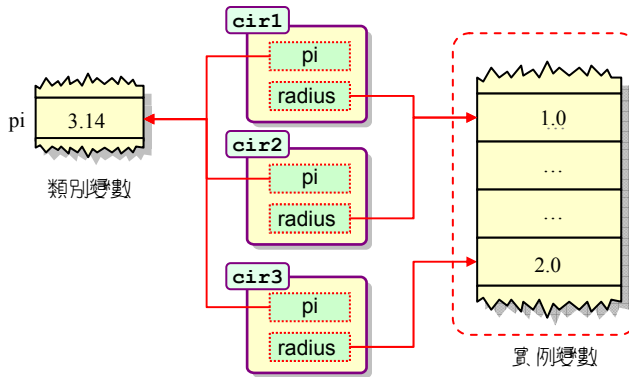 cir1
pi
radius
cir2
pi
radius
cir3
pi
radius
pi
3.14
類別變數
1.0
…
…
2.0
實例變數